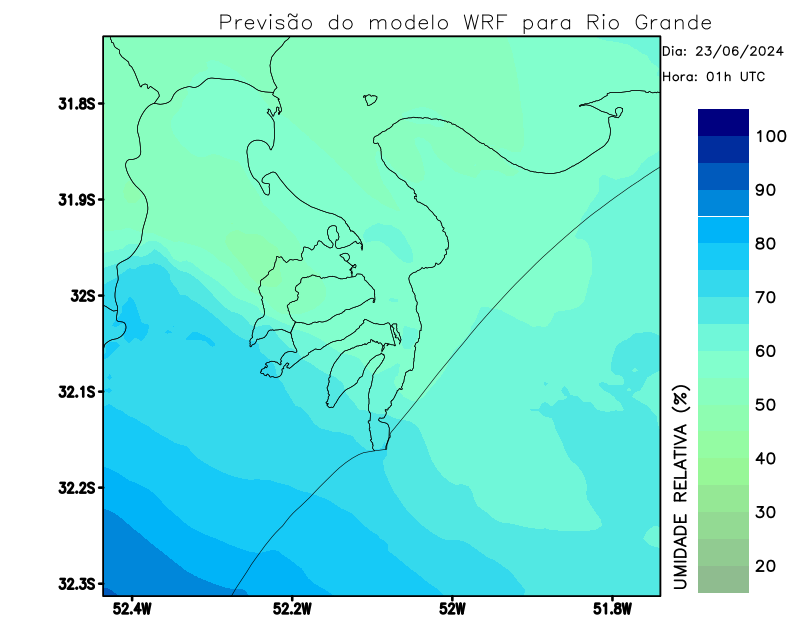 Previsão do modelo WRF para Rio Grande
Dia: 23/06/2024
Hora: 01h UTC
31.8S
31.9S
32S
32.1S
32.2S
32.3S
52.4W
52.2W
52W
51.8W
100
90
80
70
60
50
40
30
20
UMIDADE RELATIVA (%)